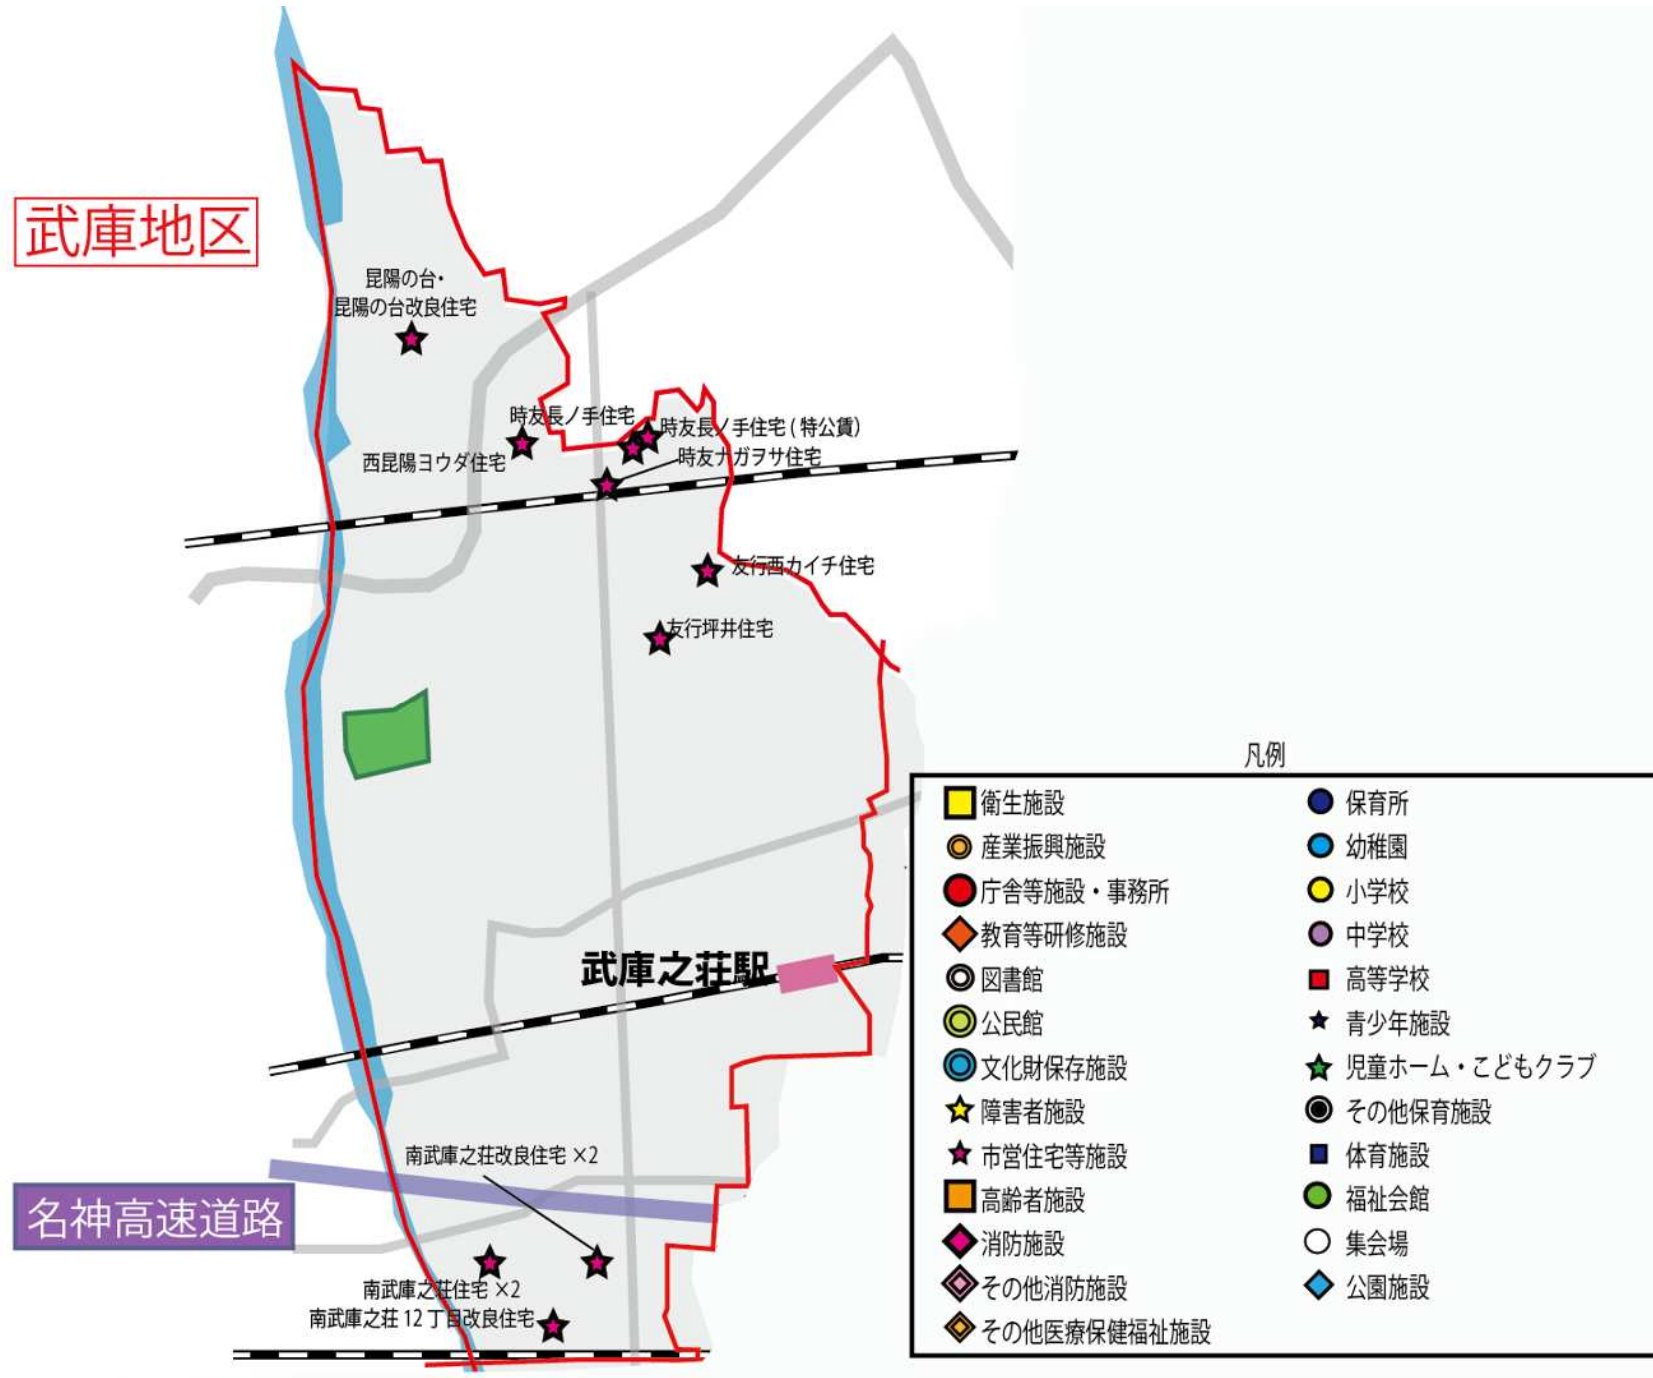 武庫地区
昆陽の台・
昆陽の台改良住宅
時友長ノ手住宅
時友長ノ手住宅 ( 特公賃)
西昆陽ヨウダ住宅
時友ナガヲサ住宅
友行西カイチ住宅
友行坪井住宅
武庫之荘駅
南武庫之荘改良住宅 ×2
名神高速道路
南武庫之荘住宅 ×2
南武庫之荘 12 丁目改良住宅
凡例
衛生施設
産業振興施設
庁舎等施設・事務所
教育等研修施設
図書館
公民館
文化財保存施設
障害者施設
市営住宅等施設
高齢者施設
消防施設
その他消防施設
その他医療保健福祉施設
保育所
幼稚園
小学校
中学校
高等学校
青少年施設
児童ホーム・こどもクラブ
その他保育施設
体育施設
福祉会館
集会場
公園施設